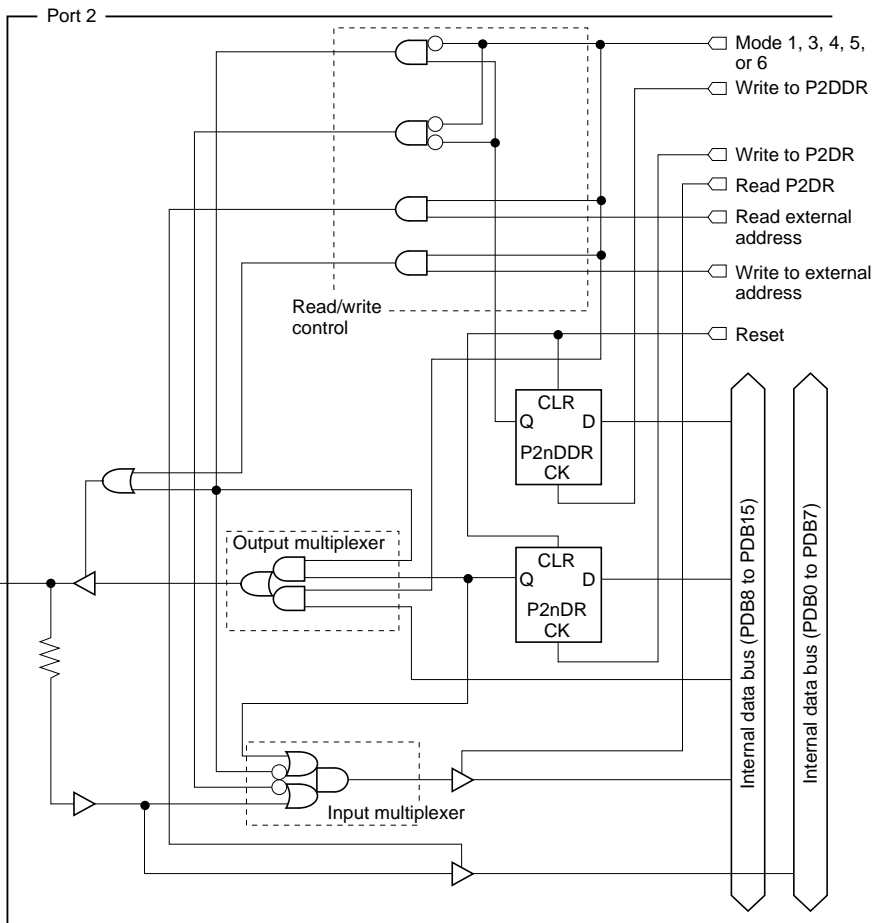 Port 2
Mode 1, 3, 4, 5,
or 6
Write to P2DDR
Write to P2DR
Read P2DR
Read external
address
Write to external
address
Read/write
control
Reset
CLR
Q D
P2nDDR
CK
Output multiplexer
CLR
Q D
P2nDR
CK
Internal data bus (PDB8 to PDB15)
Internal data bus (PDB0 to PDB7)
Input multiplexer